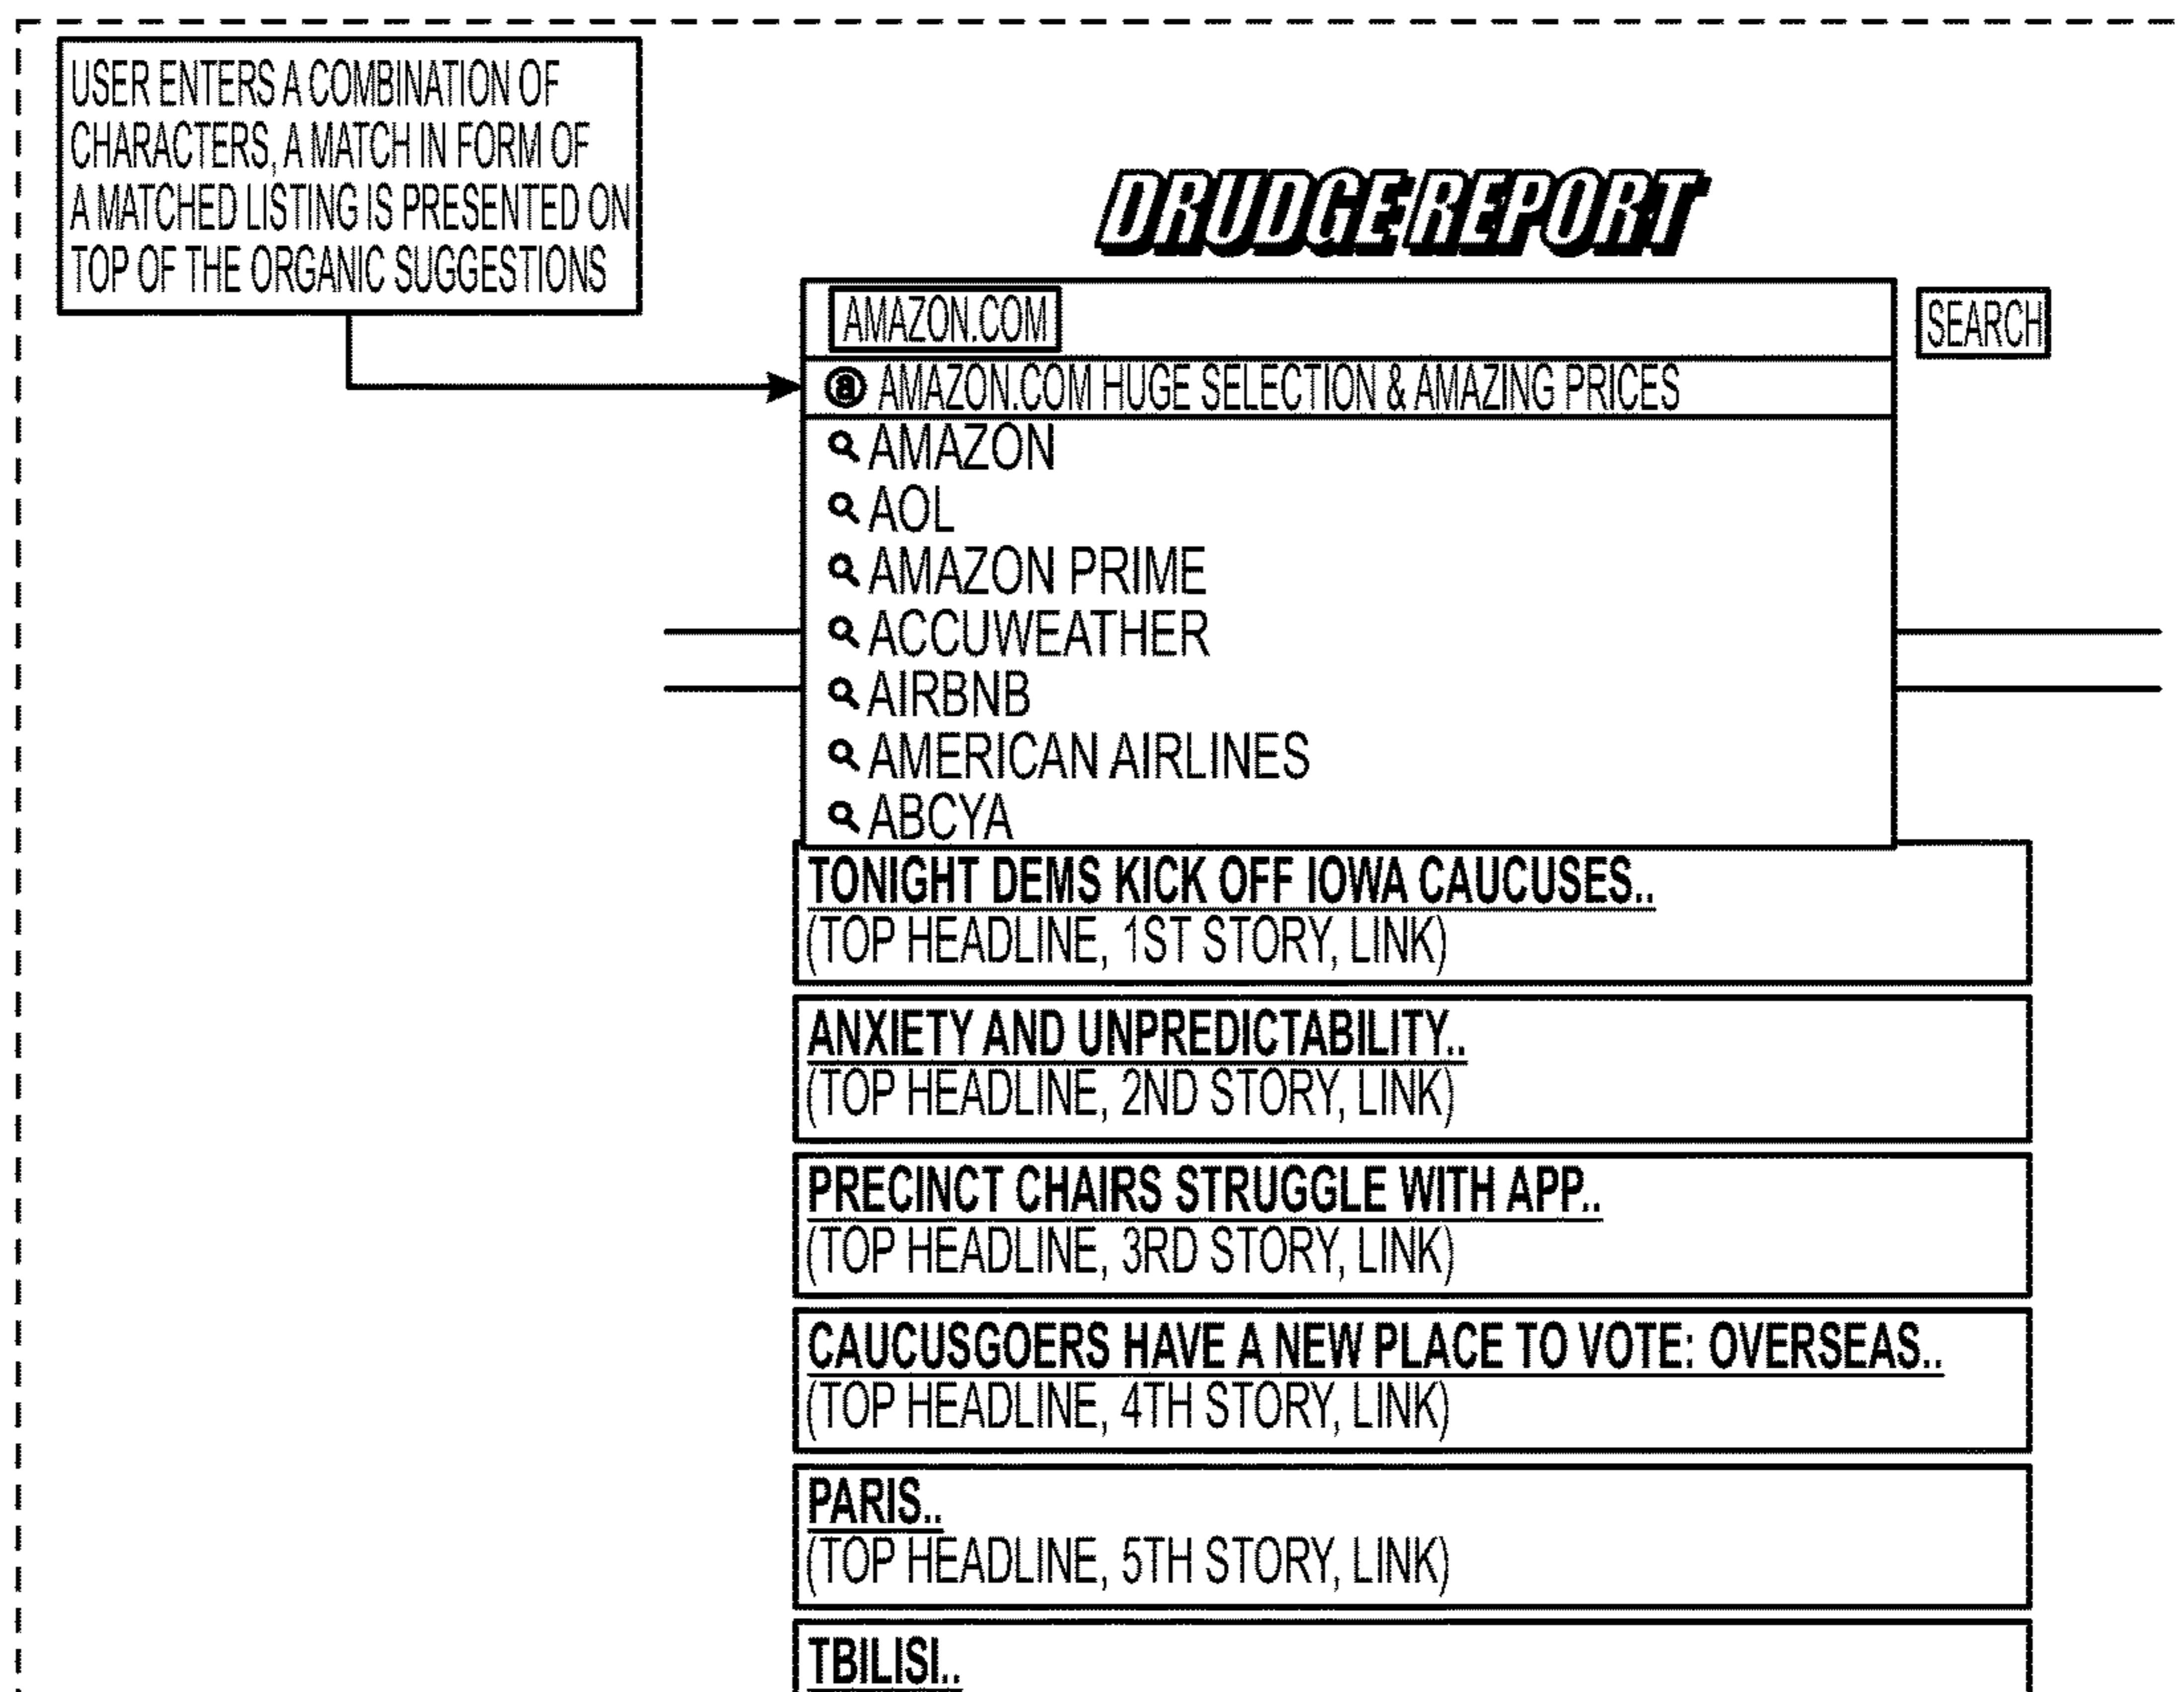 USER ENTERS A COMBINATION OF
CHARACTERS, A MATCH IN FORM OF
A MATCHED LISTING IS PRESENTED ON
TOP OF THE ORGANIC SUGGESTIONS
DRUDGE REPORT
AMAZON.COM
SEARCH
@ AMAZON.COM HUGE SELECTION & AMAZING PRICES
AMAZON
AOL
AMAZON PRIME
ACCUWEATHER
AIRBNB
AMERICAN AIRLINES
ABCYA
TONIGHT DEMS KICK OFF IOWA CAUCUSES..
(TOP HEADLINE, 1ST STORY, LINK)
ANXIETY AND UNPREDICTABILITY..
(TOP HEADLINE, 2ND STORY, LINK)
PRECINCT CHAIRS STRUGGLE WITH APP..
(TOP HEADLINE, 3RD STORY, LINK)
CAUCUSGOERS HAVE A NEW PLACE TO VOTE: OVERSEAS..
(TOP HEADLINE, 4TH STORY, LINK)
PARIS..
(TOP HEADLINE, 5TH STORY, LINK)
TBILISI..